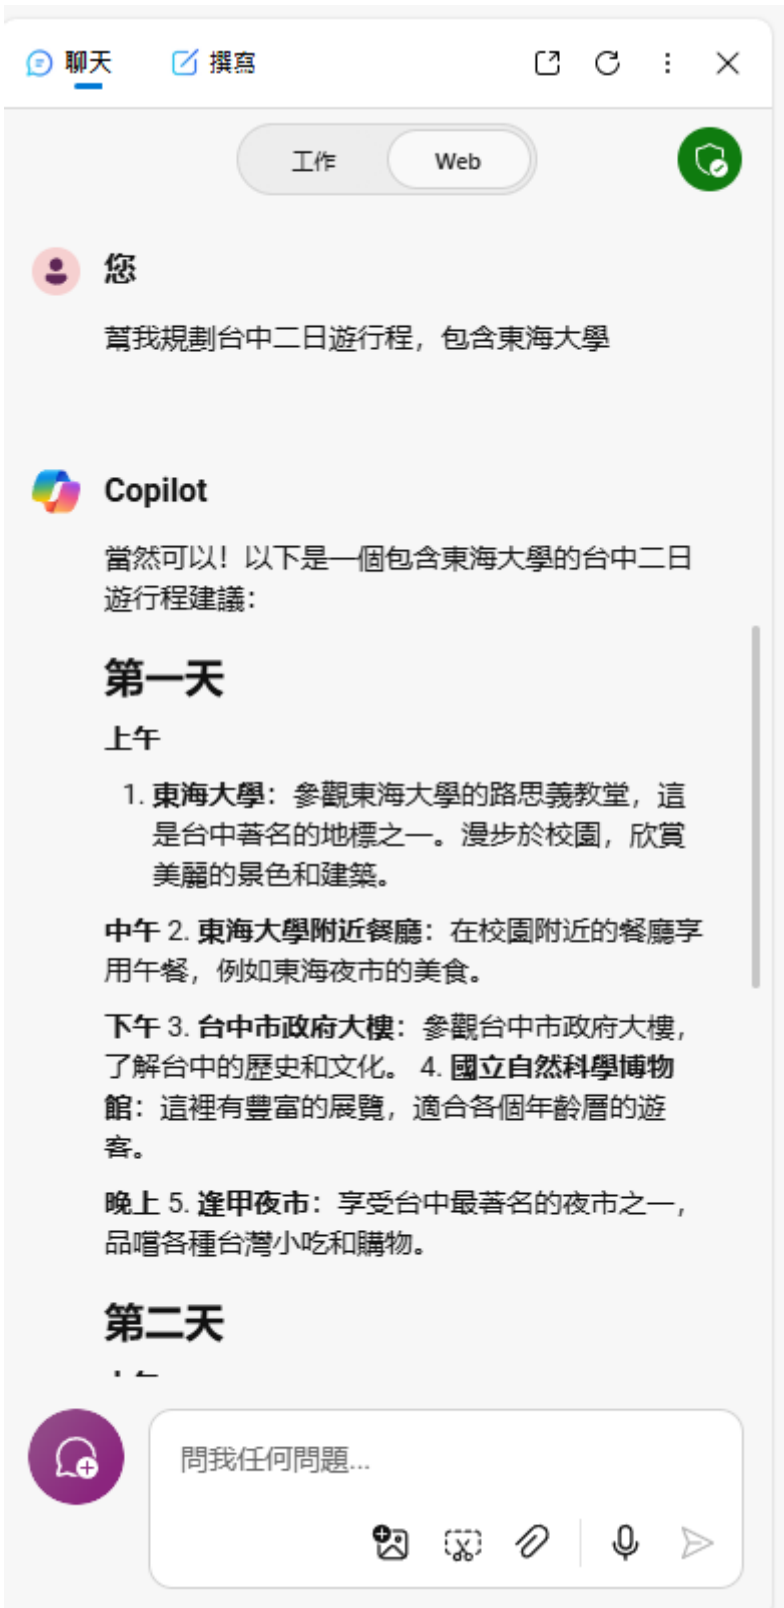 聊天
撰寫
工作
Web
您
幫我規劃台中二日遊行程，包含東海大學
Copilot
當然可以！以下是一個包含東海大學的台中二日
遊行程建議：
第一天
上午
1. 東海大學：參觀東海大學的路思義教堂，這
是台中著名的地標之一。漫步於校園，欣賞
美麗的景色和建築。
中午 2. 東海大學附近餐廳：在校園附近的餐廳享
用午餐，例如東海夜市的美食。
下午 3. 台中市政府大樓：參觀台中市政府大樓，
了解台中的歷史和文化。 4. 國立自然科學博物
館：這裡有豐富的展覽，適合各個年齡層的遊
客。
晚上 5. 逢甲夜市：享受台中最著名的夜市之一，
品嚐各種台灣小吃和購物。
第二天
問我任何問題...